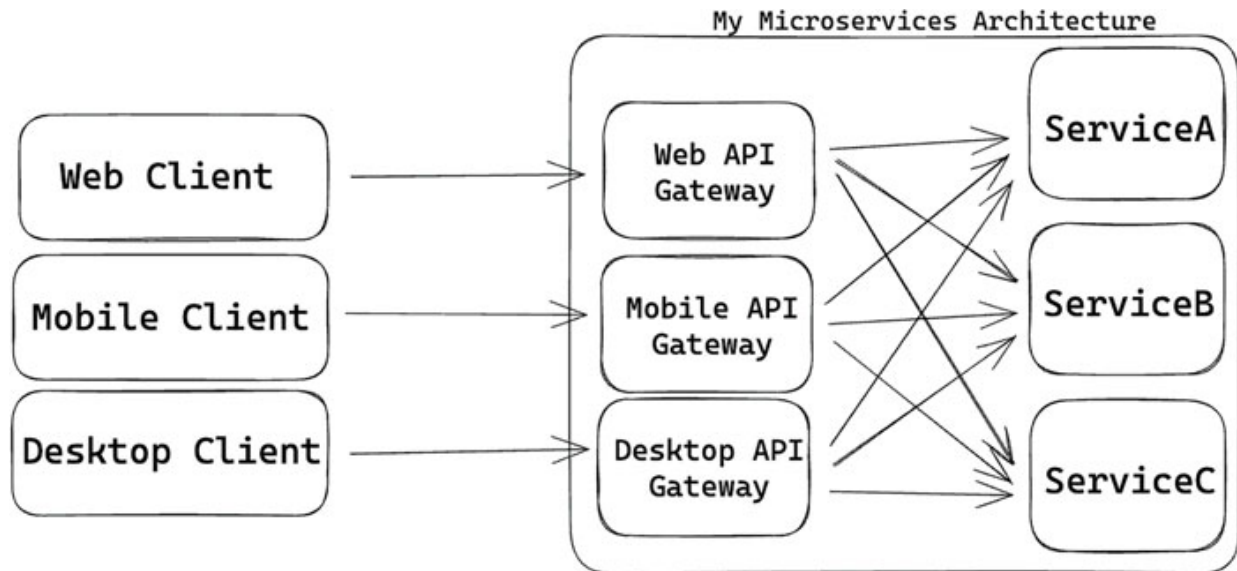 My Microservices Architecture
Web Client
Mobile Client
Desktop Client
Web API
Gateway
Mobile API
Gateway
Desktop API
Gateway
ServiceA
ServiceB
ServiceC